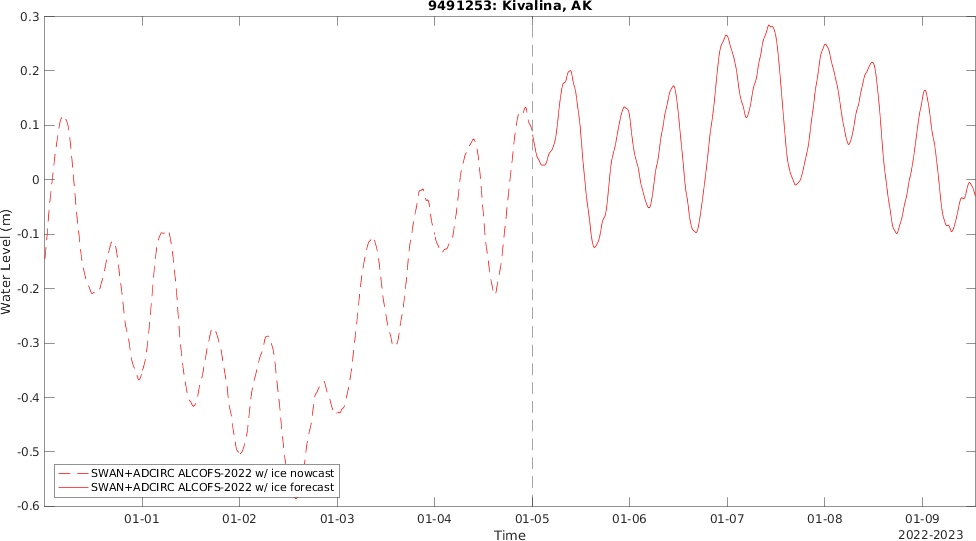 9491253: Kivalina, AK
0.3
0.2
0.1
0
-0.1
-0.2
-0.3
-0.4
-0.5
-0.6
Water Level (m)
SWAN+ADCIRC ALCOFS-2022 w/ ice nowcast
SWAN+ADCIRC ALCOFS-2022 w/ ice forecast
01-01 01-02 01-03 01-04 01-05 01-06 01-07 01-08 01-09
Time
2022-2023